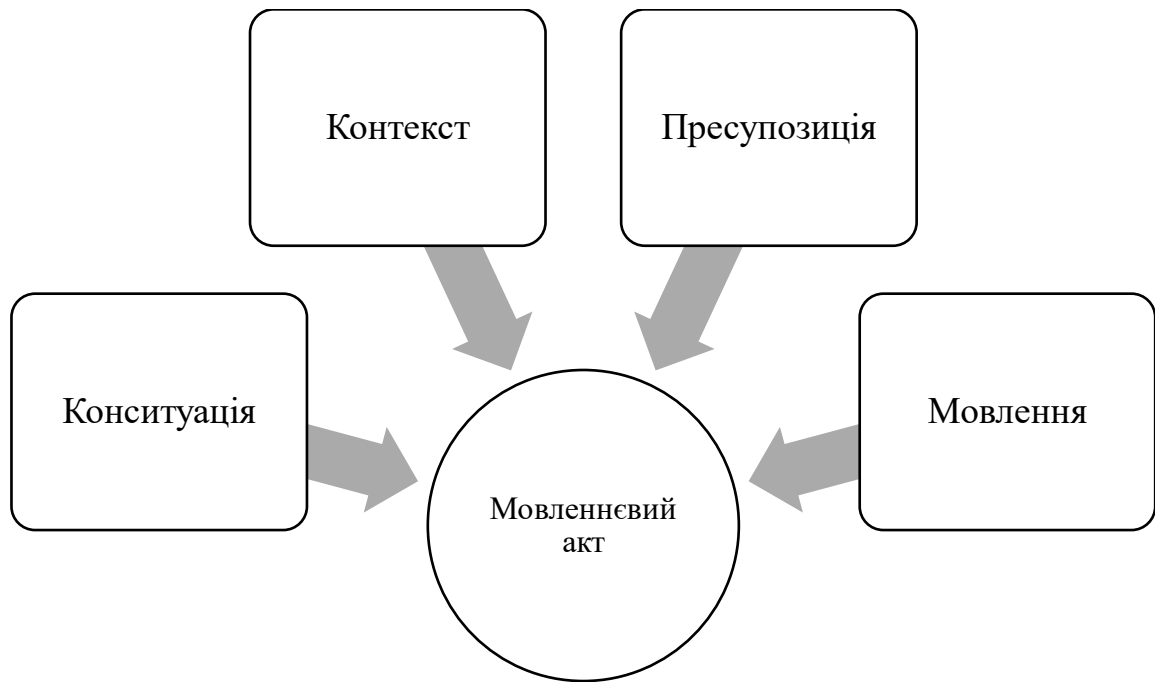 Контекст
Пресупозиція
Конситуація
Мовлення
Мовленнєвий
акт